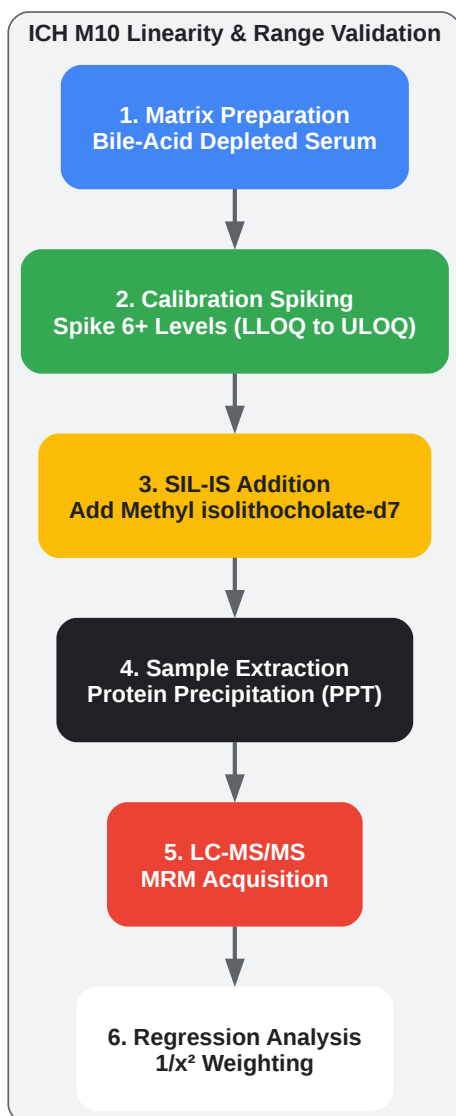 ICH M10 Linearity & Range Validation
1. Matrix Preparation
Bile-Acid Depleted Serum
2. Calibration Spiking
Spike 6+ Levels (LLOQ to ULOQ)
3. SIL-IS Addition
Add Methyl isolithocholate-d7
4. Sample Extraction
Protein Precipitation (PPT)
5. LC-MS/MS
MRM Acquisition
6. Regression Analysis
1/x² Weighting